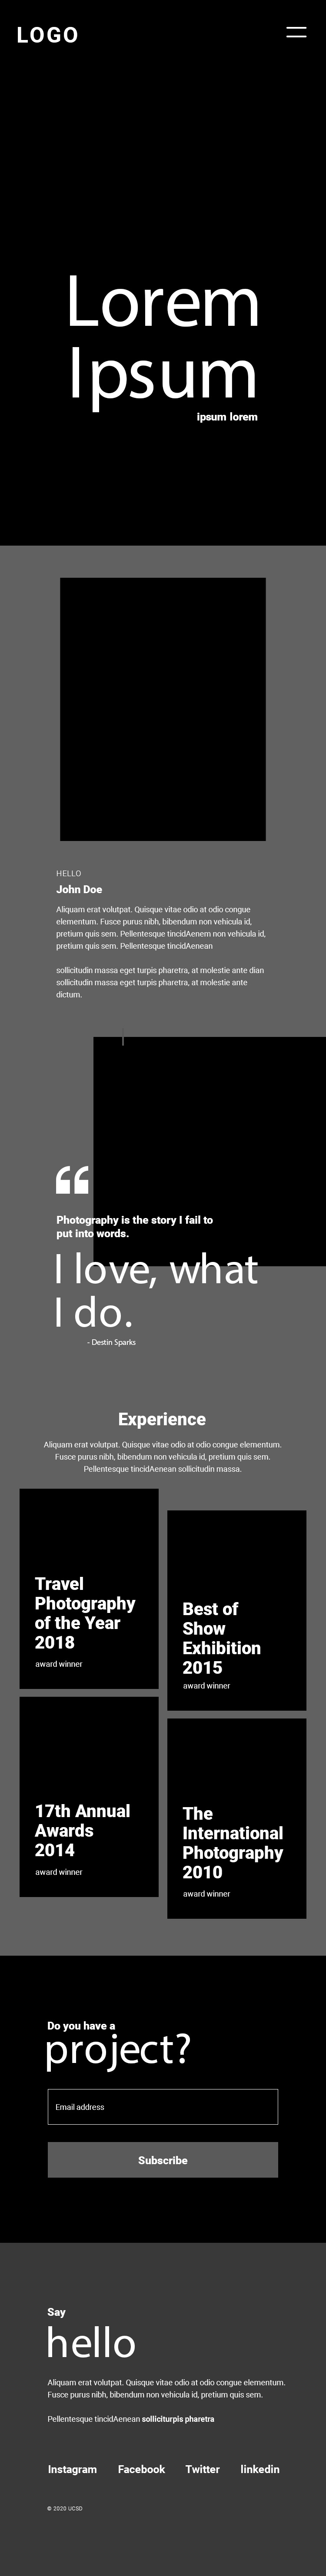 LOGO
Lorem
Ipsum
ipsum lorem
HELLO
John Doe
Aliquam erat volutpat. Quisque vitae odio at odio congue
elementum. Fusce purus nibh, bibendum non vehicula id,
pretium quis sem. Pellentesque tincidAenem non vehicula id,
pretium quis sem. Pellentesque tincidAenean
sollicitudin massa eget turpis pharetra, at molestie ante dian
sollicitudin massa eget turpis pharetra, at molestie ante
dictum.
“
Photography is the story I fail to
put into words.
I love, what
I do.
- Destin Sparks
Experience
Aliquam erat volutpat. Quisque vitae odio at odio congue elementum.
Fusce purus nibh, bibendum non vehicula id, pretium quis sem.
Pellentesque tincidAenean sollicitudin massa.
Travel
Photography
of the Year
2018
award winner
Best of
Show
Exhibition
2015
award winner
17th Annual
Awards
2014
award winner
The
International
Photography
2010
award winner
Do you have a
project?
Email address
Subscribe
Say
hello
Aliquam erat volutpat. Quisque vitae odio at odio congue elementum.
Fusce purus nibh, bibendum non vehicula id, pretium quis sem.
Pellentesque tincidAenean solliciturpis pharetra
Instagram Facebook Twitter linkedin
© 2020 UCSD